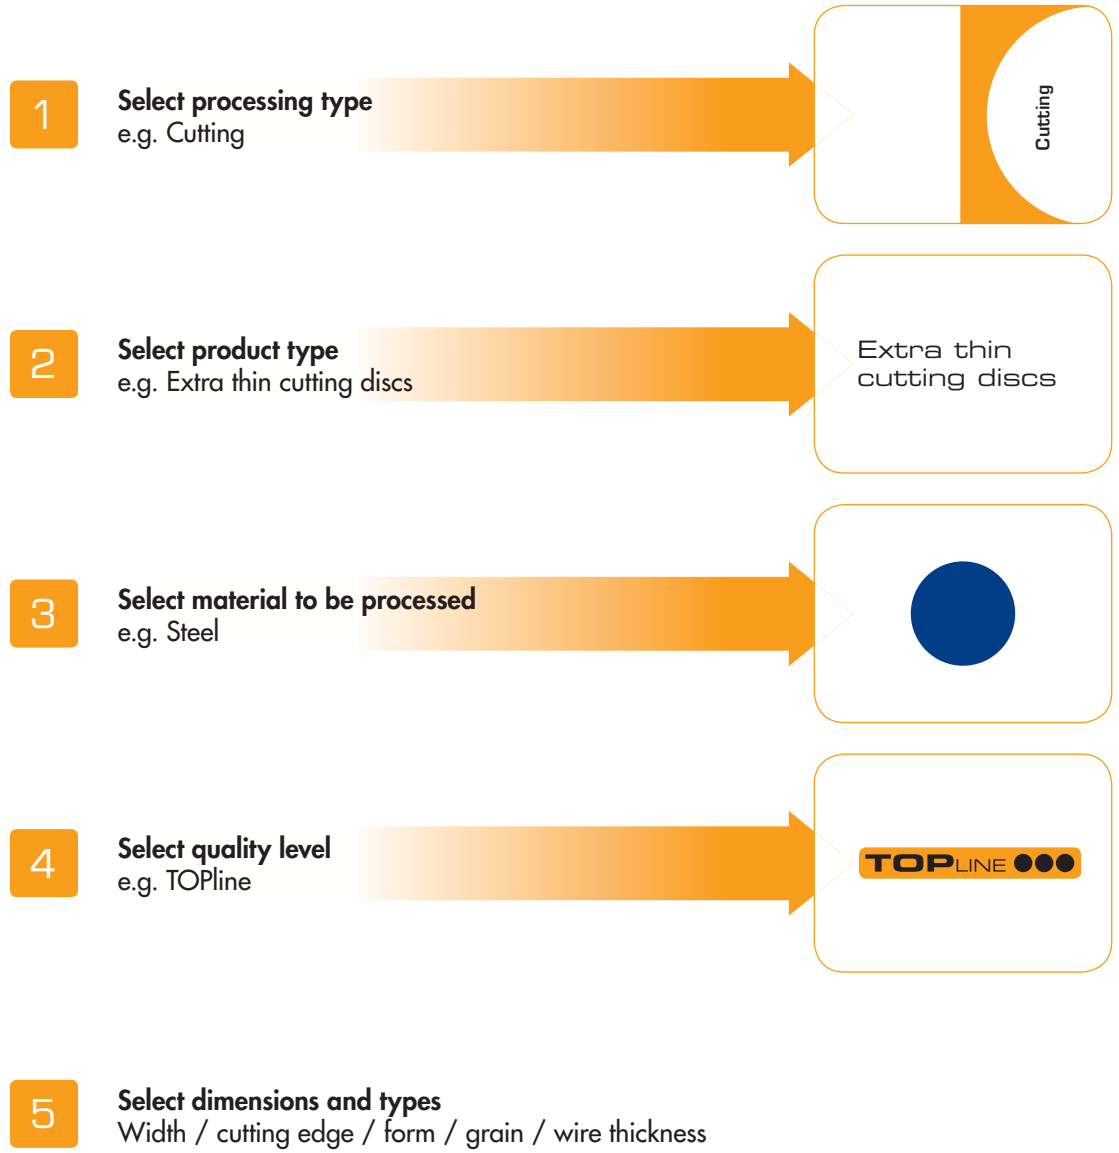 1
Select processing type
e.g. Cutting
Cutting
2
Select product type
e.g. Extra thin cutting discs
Extra thin
cutting discs
3
Select material to be processed
e.g. Steel
4
Select quality level
e.g. TOPline
TOPLINE
5
Select dimensions and types
Width / cutting edge / form / grain / wire thickness